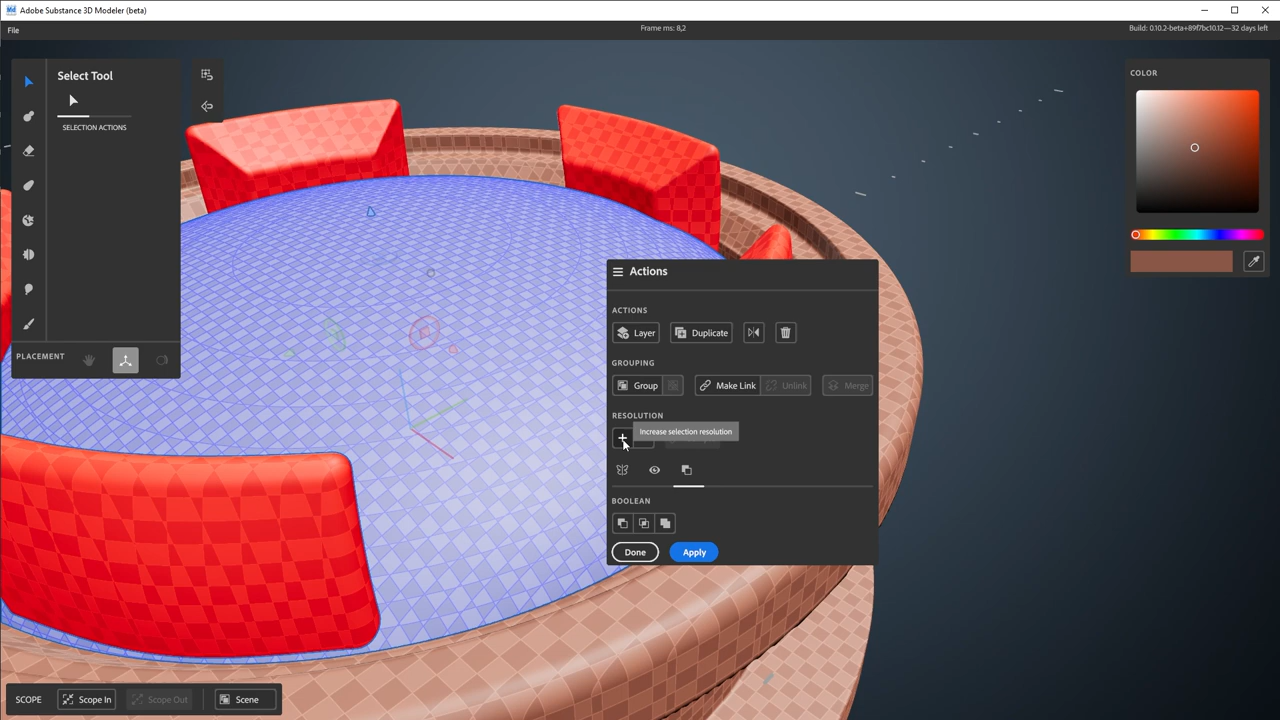 Adobe Substance 3D Modeler (beta)
File
Frame ms: 8,2
Build: 0.10.2-beta+89f7bc10.12—32 days left
Select Tool
SELECTION ACTIONS
PLACEMENT
COLOR
Actions
ACTIONS
Layer
Duplicate
GROUPING
Group
Make Link
Unlink
Merge
RESOLUTION
Increase selection resolution
BOOLEAN
Done
Apply
SCOPE
Scope In
Scope Out
Scene